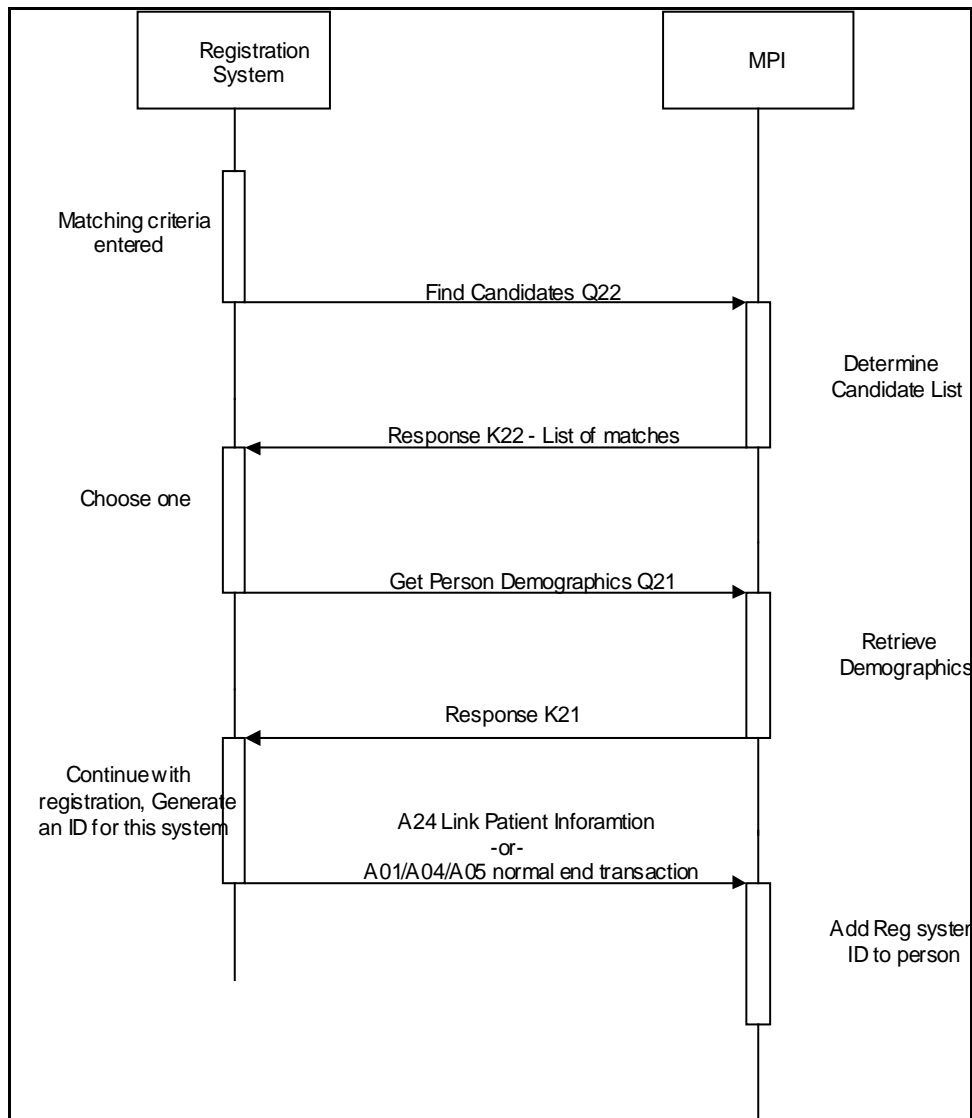 Registration
System
MPI
Matching criteria
entered
Find Candidates Q22
Determine
Candidate List
Response K22 - List of matches
Choose one
Get Person Demographics Q21
Retrieve
Demographics
Response K21
Continue with
registration, Generate
an ID for this system
A24 Link Patient Inforamtion
-or-
A01/A04/A05 normal end transaction
Add Reg syster
ID to person